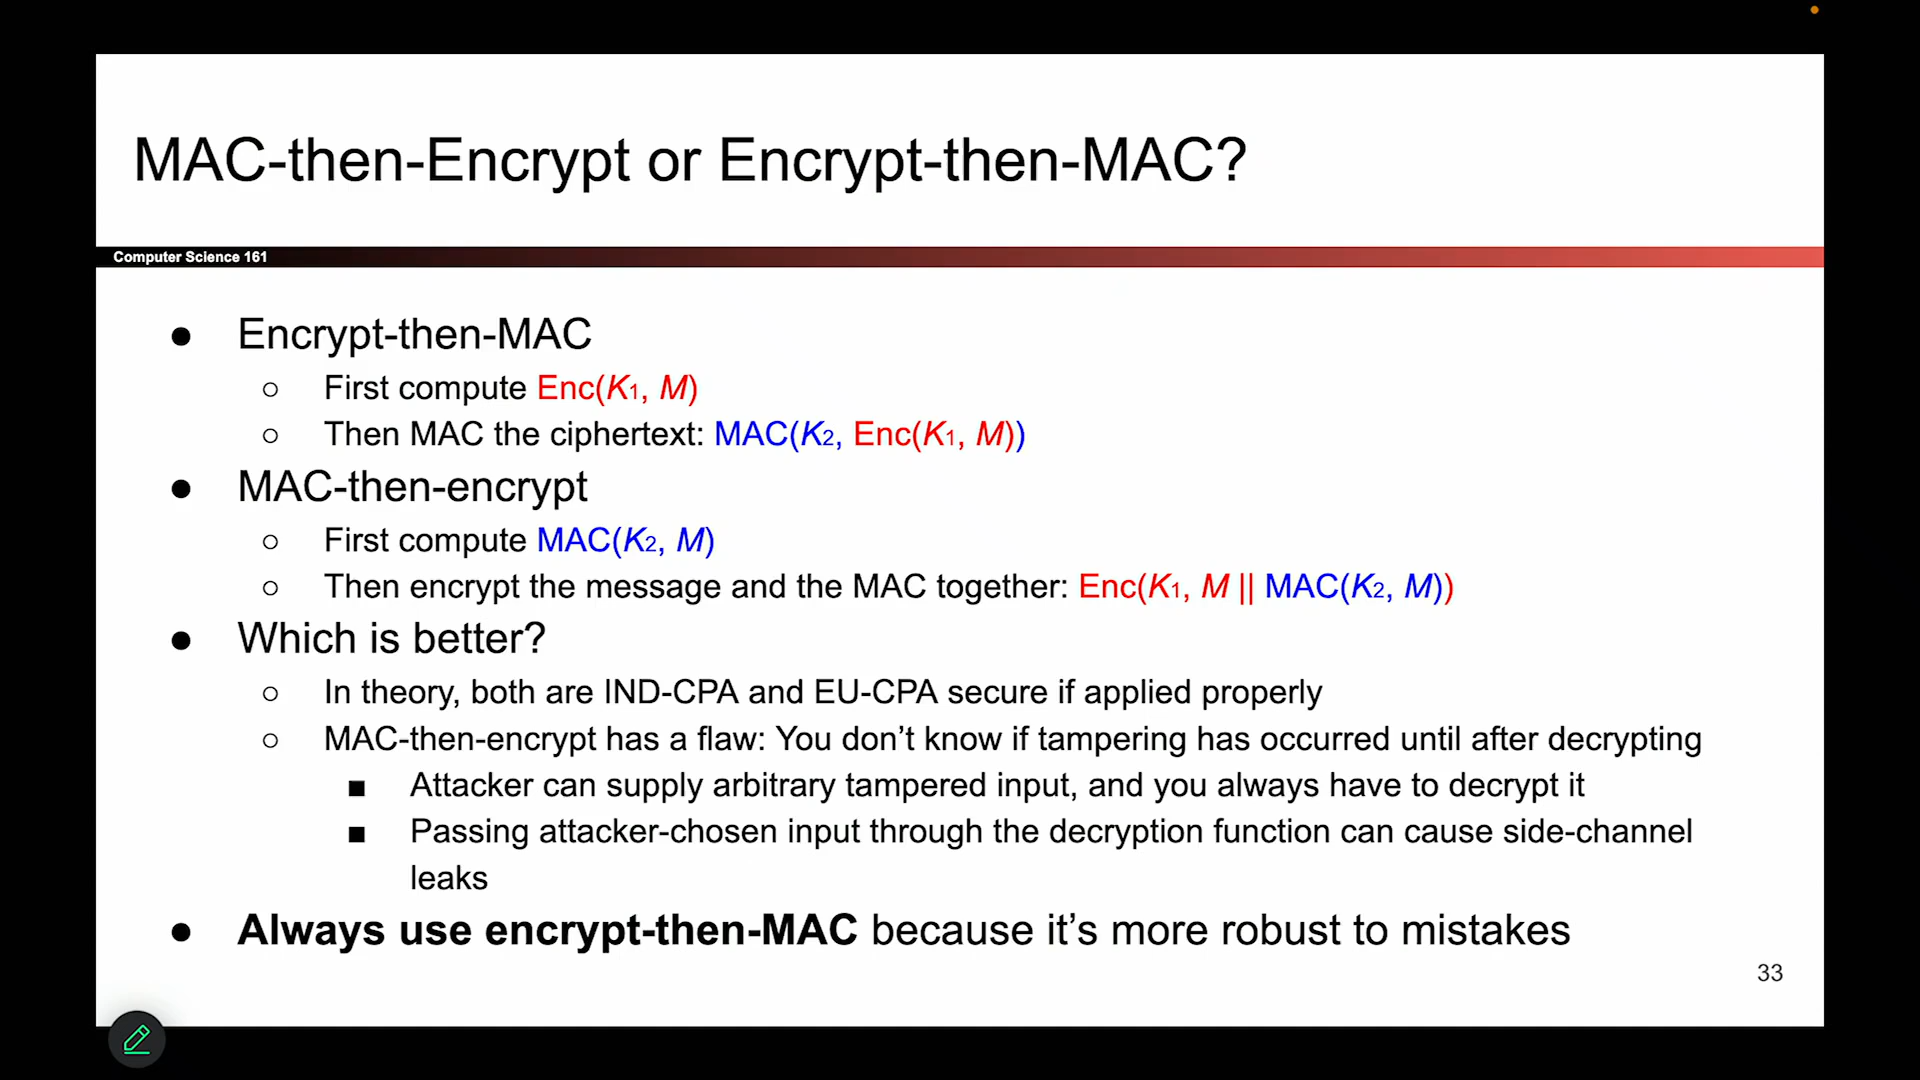 MAC-then-Encrypt or Encrypt-then-MAC?
Computer Science 161
● Encrypt-then-MAC
○ First compute Enc(K1, M)
○ Then MAC the ciphertext: MAC(K2, Enc(K1, M))
● MAC-then-encrypt
○ First compute MAC(K2, M)
○ Then encrypt the message and the MAC together: Enc(K1, M || MAC(K2, M))
● Which is better?
○ In theory, both are IND-CPA and EU-CPA secure if applied properly
○ MAC-then-encrypt has a flaw: You don’t know if tampering has occurred until after decrypting
■ Attacker can supply arbitrary tampered input, and you always have to decrypt it
■ Passing attacker-chosen input through the decryption function can cause side-channel
leaks
● Always use encrypt-then-MAC because it’s more robust to mistakes
33